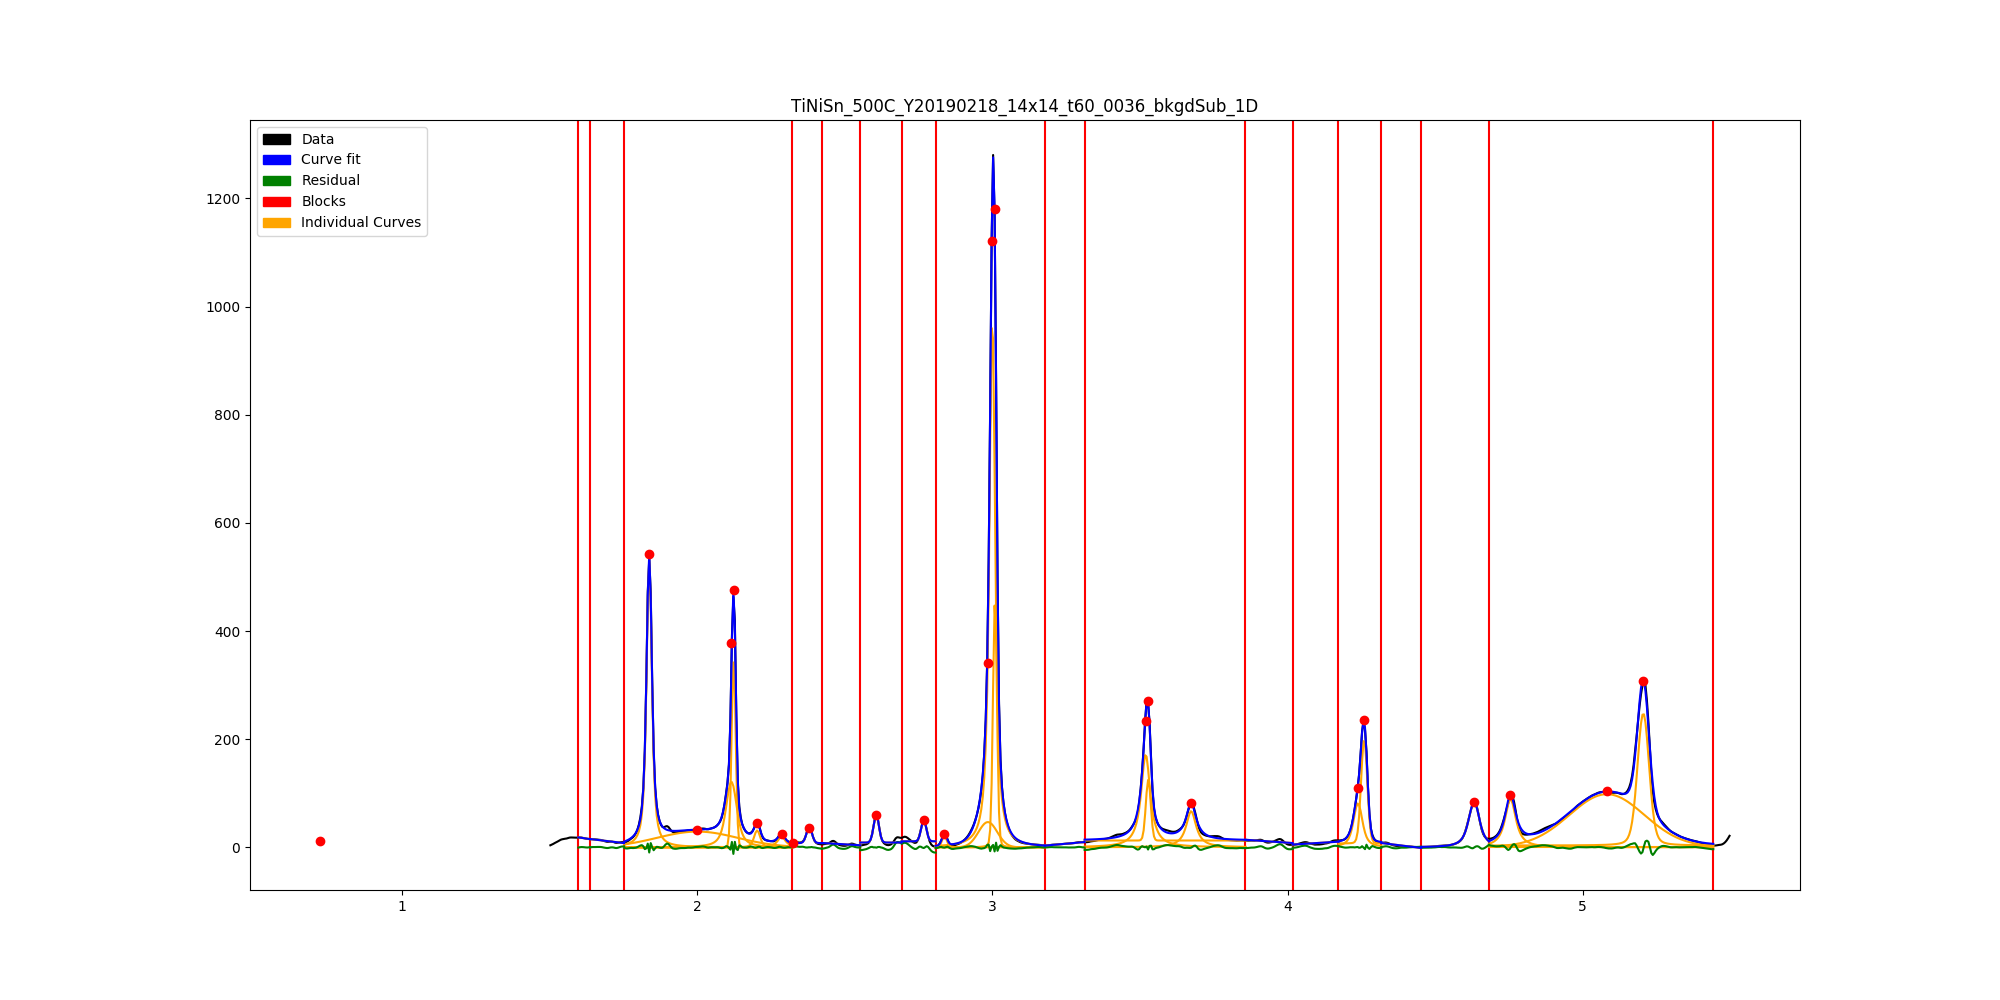 TiNiSn_500C_Y20190218_14x14_t60_0036_bkgdSub_1D
Data
Curve fit
Residual
Blocks
Individual Curves
1200
1000
800
600
400
200
0
1 2 3 4 5